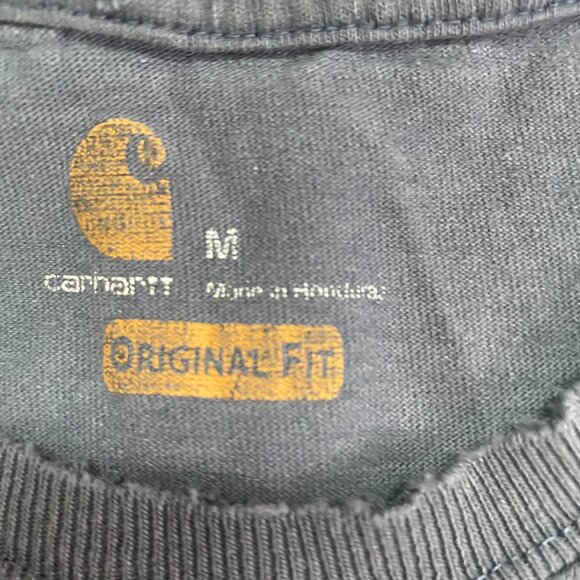 M
carhartt
Made in Honduras
ORIGINAL FIT